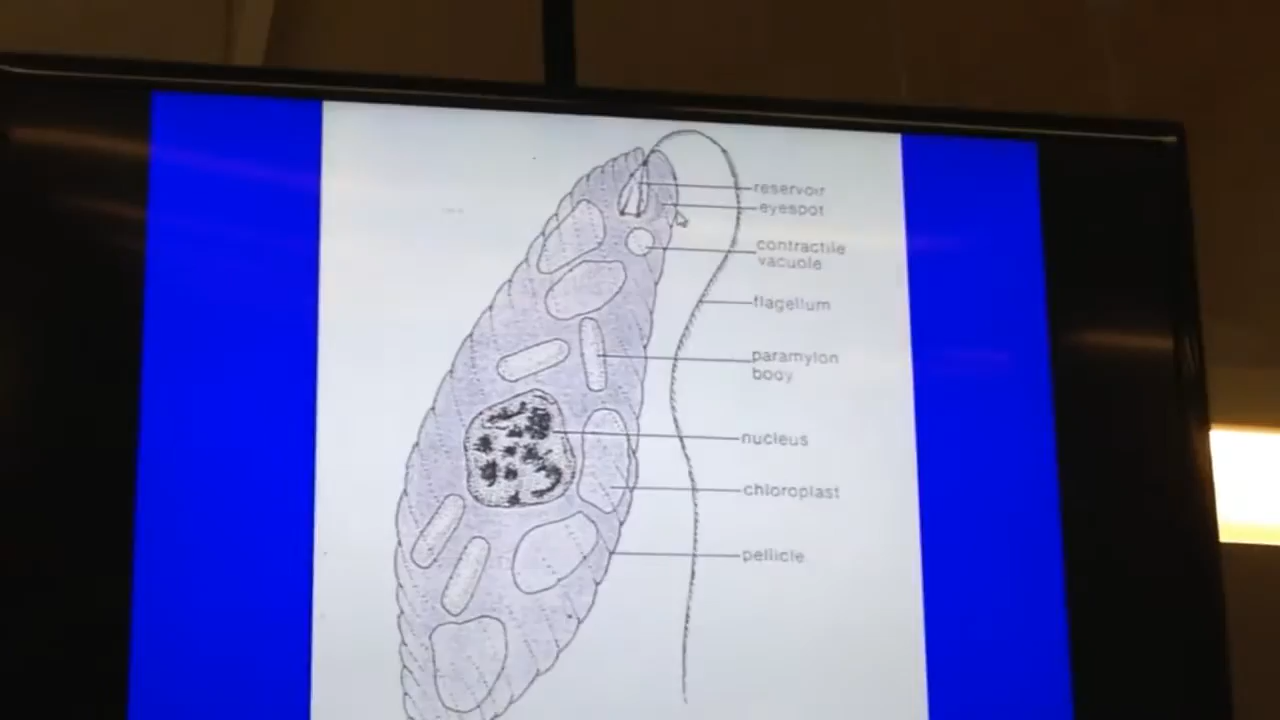 reservoir
eyespot
contractile
vacuole
flagellum
paramylon
body
nucleus
chloroplast
pellicle